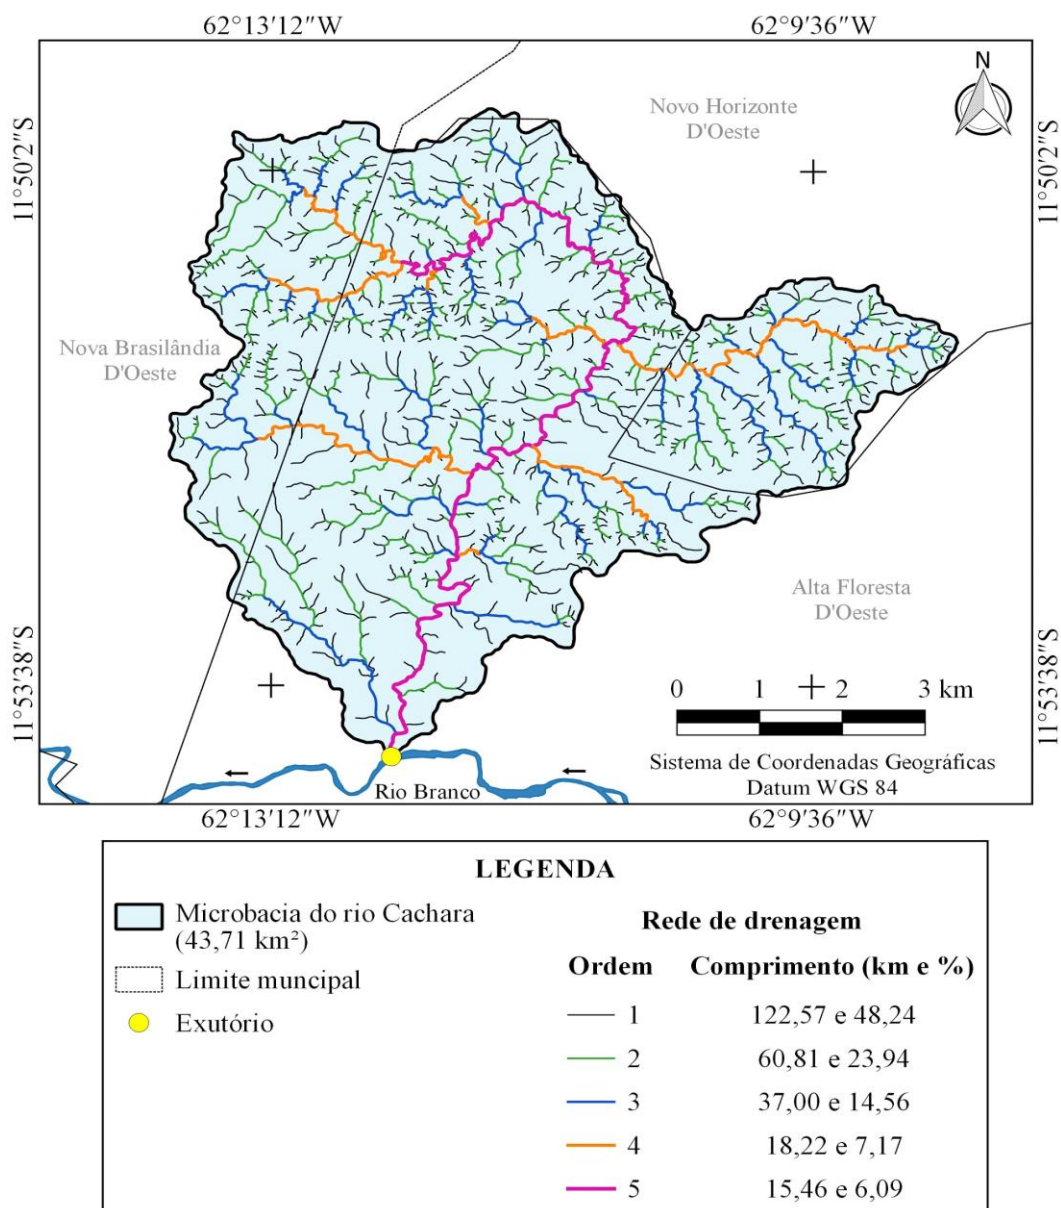 62°13'12"W 62°9'36"W
N
Novo Horizonte
D'Oeste
11°50'2"S 11°50'2"S
Nova Brasilândia
D'Oeste
Alta Floresta
D'Oeste
11°53'38"S 11°53'38"S
0 1 2 3 km
Sistema de Coordenadas Geográficas
Datum WGS 84
Rio Branco
62°13'12"W 62°9'36"W
LEGENDA
Microbacia do rio Cachara
(43,71 km²)
Limite muncipal
Exutório
Rede de drenagem
Ordem Comprimento (km e %)
1 122,57 e 48,24
2 60,81 e 23,94
3 37,00 e 14,56
4 18,22 e 7,17
5 15,46 e 6,09